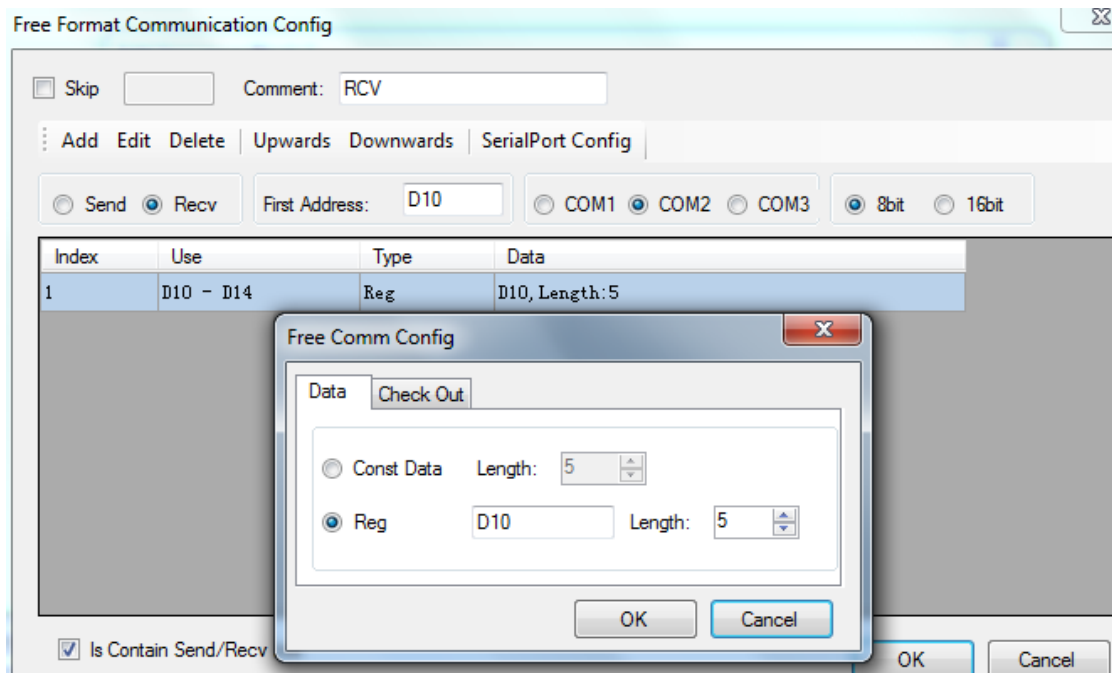 Free Format Communication Config
Skip Comment: RCV
Add Edit Delete Upwards Downwards SerialPort Config
Send Recv First Address: D10 COM1 COM2 COM3 8bit 16bit
Index Use Type Data
1 D10 - D14 Reg D10, Length:5
Free Comm Config
Data Check Out
Const Data Length: 5
Reg D10 Length: 5
OK Cancel
Is Contain Send/Recv
OK Cancel